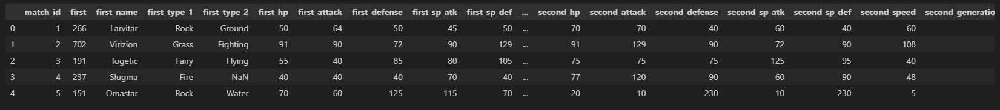 match_id first first_name first_type_1 first_type_2 first_hp first_attack first_defense first_sp_atk first_sp_def ... second_hp second_attack second_defense second_sp_atk second_sp_def second_speed second_generatio
0 1 266 Larvitar Rock Ground 50 64 50 45 50 ... 70 70 40 60 40 60
1 2 702 Virizion Grass Fighting 91 90 72 90 129 ... 91 129 90 72 90 108
2 3 191 Togetic Fairy Flying 55 40 85 80 105 ... 75 75 75 125 95 40
3 4 237 Slugma Fire NaN 40 40 40 70 40 ... 77 120 90 60 90 48
4 5 151 Omastar Rock Water 70 60 125 115 70 ... 20 10 230 10 230 5